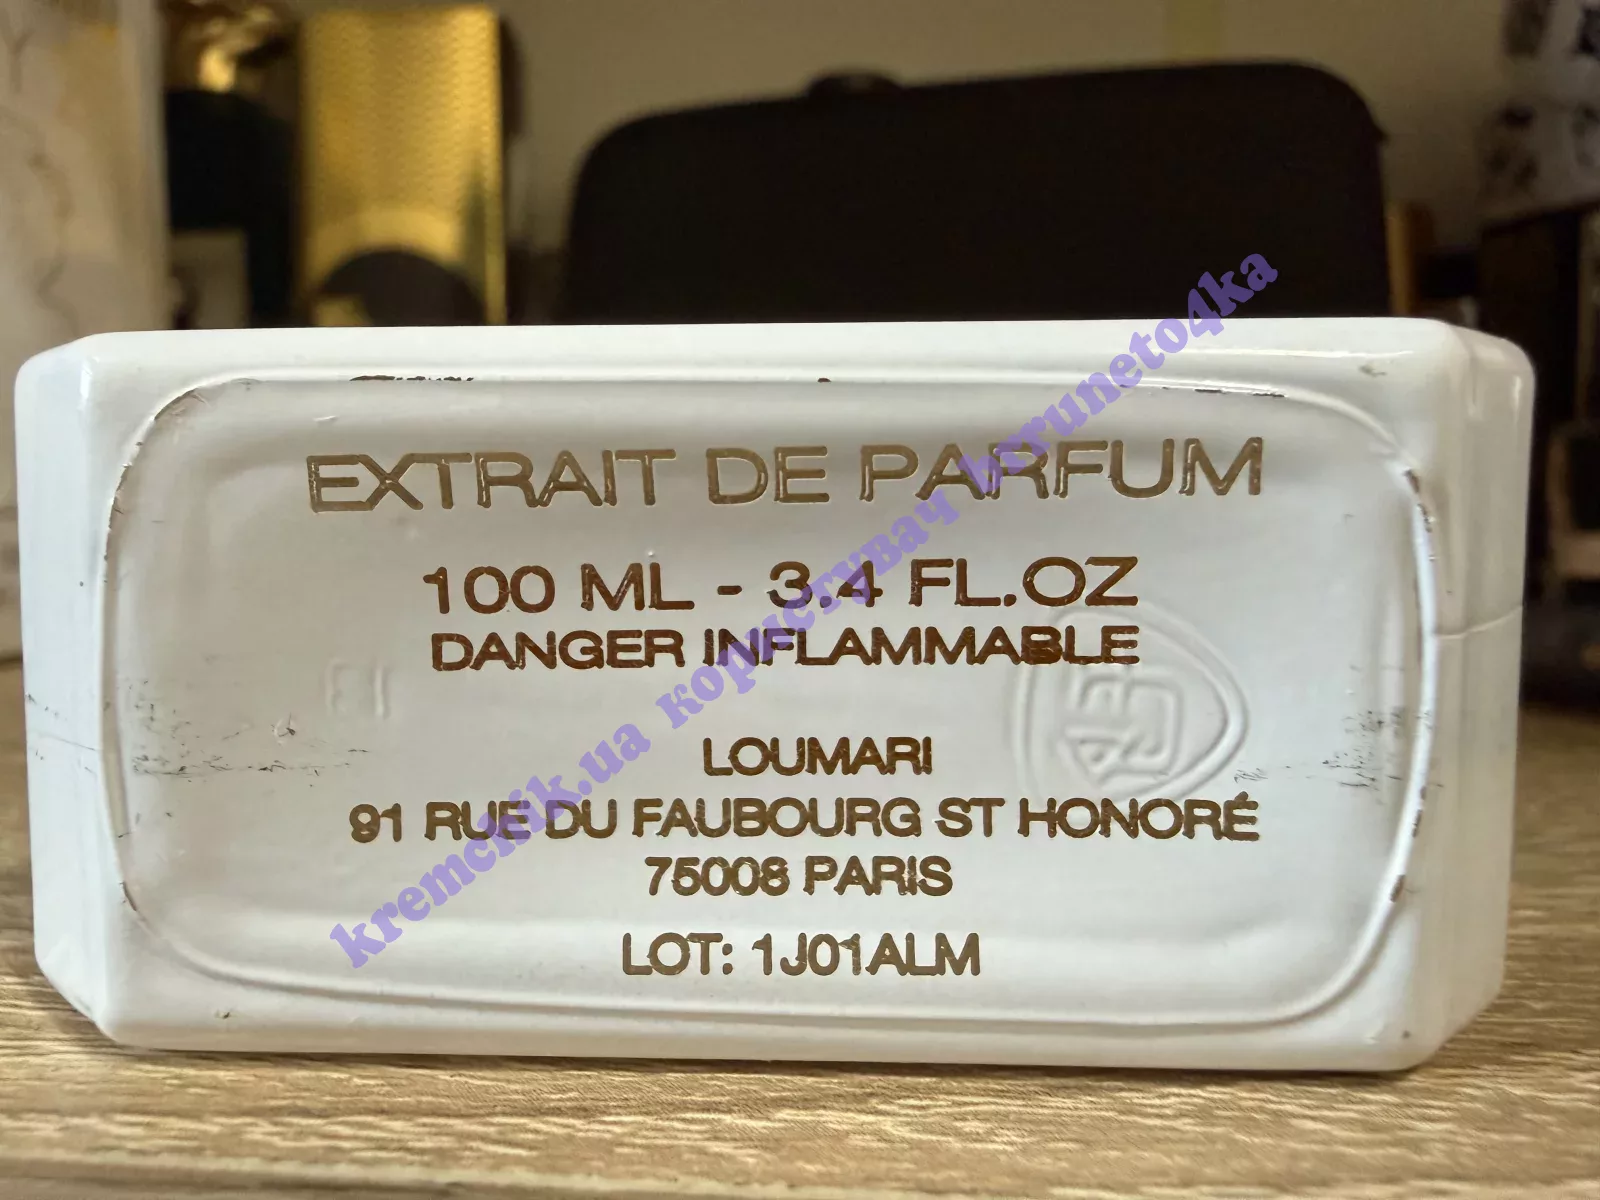 EXTRAIT DE PARFUM
100 ML - 3.4 FL.OZ
DANGER INFLAMMABLE
LOUMARI
91 RUE DU FAUBOURG ST HONORÉ
75008 PARIS
LOT: 1J01ALM
kremchik.ua користувач bruneto4ka